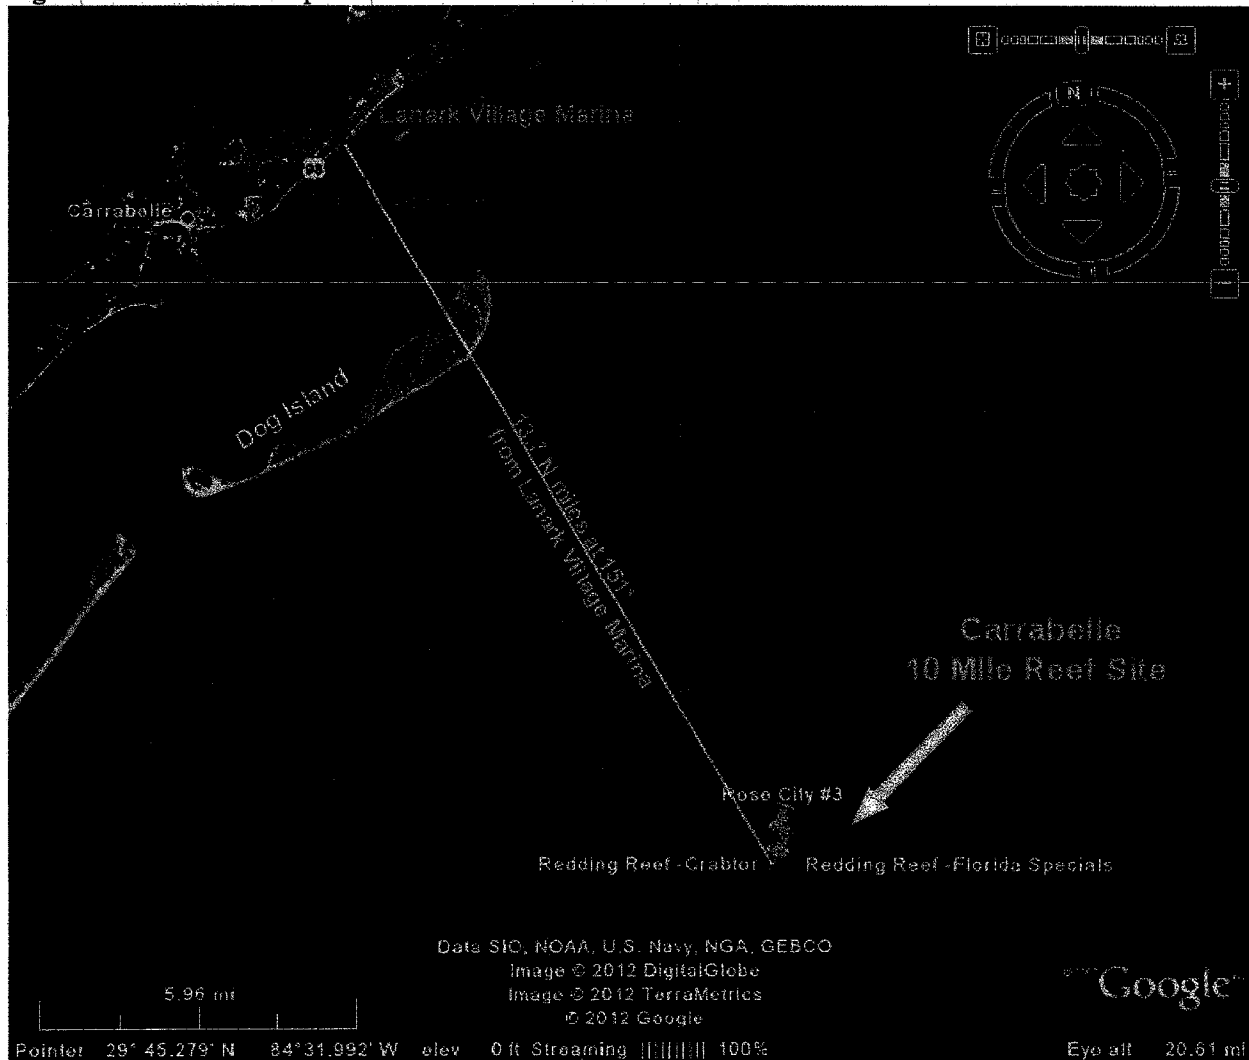 Lanark Village Marina
Carrabelle
Dog Island
13.7 N miles at 151°
from Lanark Village Marina
Carrabelle
10 Mile Reef Site
Rose City #3
Redding Reef -Crabtor
Redding Reef -Florida Specials
Data SIO, NOAA, U.S. Navy, NGA, GEBCO
Image © 2012 DigitalGlobe
Image © 2012 TerraMetrics
© 2012 Google
5.96 mi
Google
N
Pointer 29° 45.279' N 84° 31.992' W elev 0 ft Streaming |||||||||| 100% Eye alt 20.61 mi